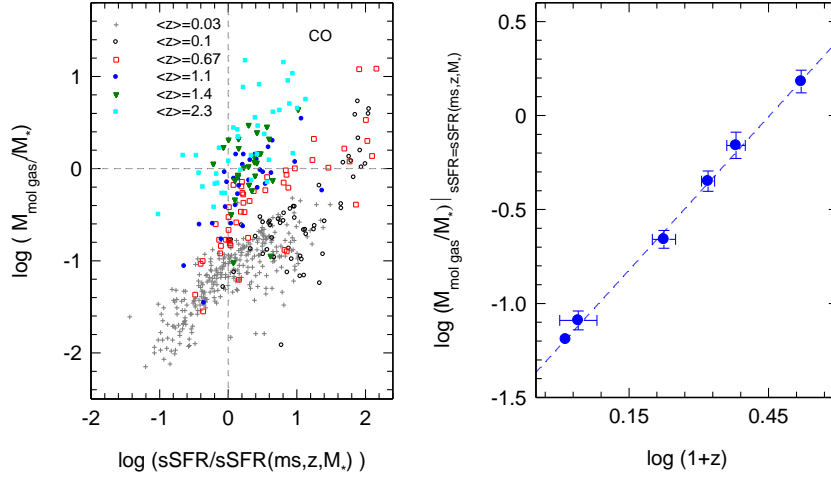 <z>=0.03
<z>=0.1
<z>=0.67
<z>=1.1
<z>=1.4
<z>=2.3
CO
1
0
-1
-2
-2
-1
0
1
2
log ( M_mol gas/M_*)
log (sSFR/sSFR(ms,z,M_*) )
0.5
0.0
-0.5
-1.0
-1.5
0.15
0.45
log (M_mol gas/M_*) |_sSFR=sSFR(ms,z,M_*)
log (1+z)